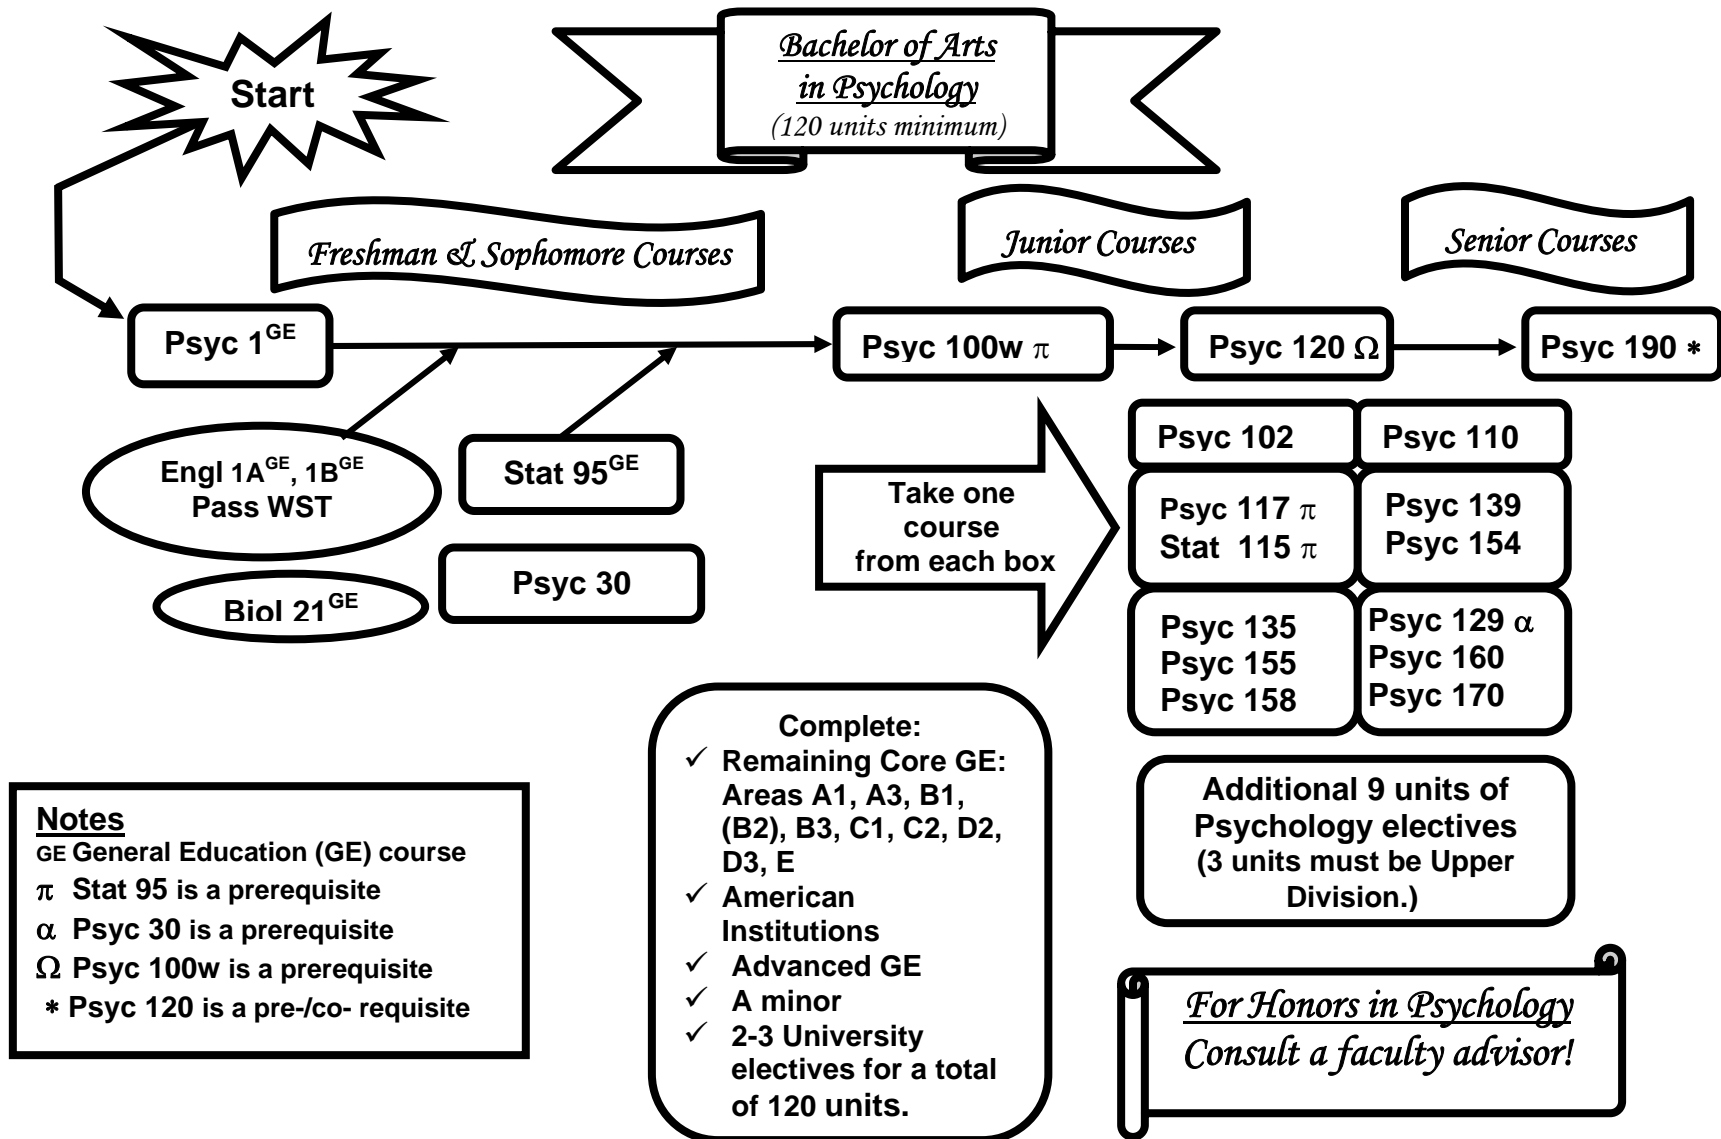 Start
Bachelor of Arts
in Psychology
(120 units minimum)
Freshman & Sophomore Courses
Junior Courses
Senior Courses
Psyc 1GE
Psyc 100w π
Psyc 120 Ω
Psyc 190 *
Engl 1AGE, 1BGE
Pass WST
Stat 95GE
Biol 21GE
Psyc 30
Take one
course
from each box
Psyc 102
Psyc 110
Psyc 117 π
Stat 115 π
Psyc 139
Psyc 154
Psyc 135
Psyc 155
Psyc 158
Psyc 129 α
Psyc 160
Psyc 170
Complete:
✓ Remaining Core GE:
Areas A1, A3, B1,
(B2), B3, C1, C2, D2,
D3, E
✓ American
Institutions
✓ Advanced GE
✓ A minor
✓ 2-3 University
electives for a total
of 120 units.
Additional 9 units of
Psychology electives
(3 units must be Upper
Division.)
Notes
GE General Education (GE) course
π Stat 95 is a prerequisite
α Psyc 30 is a prerequisite
Ω Psyc 100w is a prerequisite
* Psyc 120 is a pre-/co- requisite
For Honors in Psychology
Consult a faculty advisor!